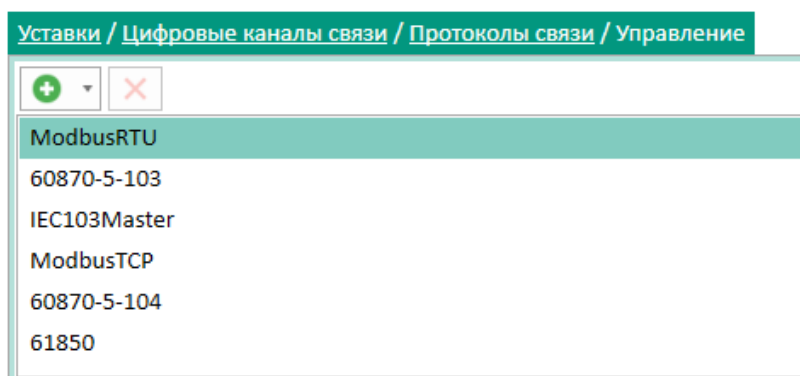 Уставки / Цифровые каналы связи / Протоколы связи / Управление
ModbusRTU
60870-5-103
IEC103Master
ModbusTCP
60870-5-104
61850